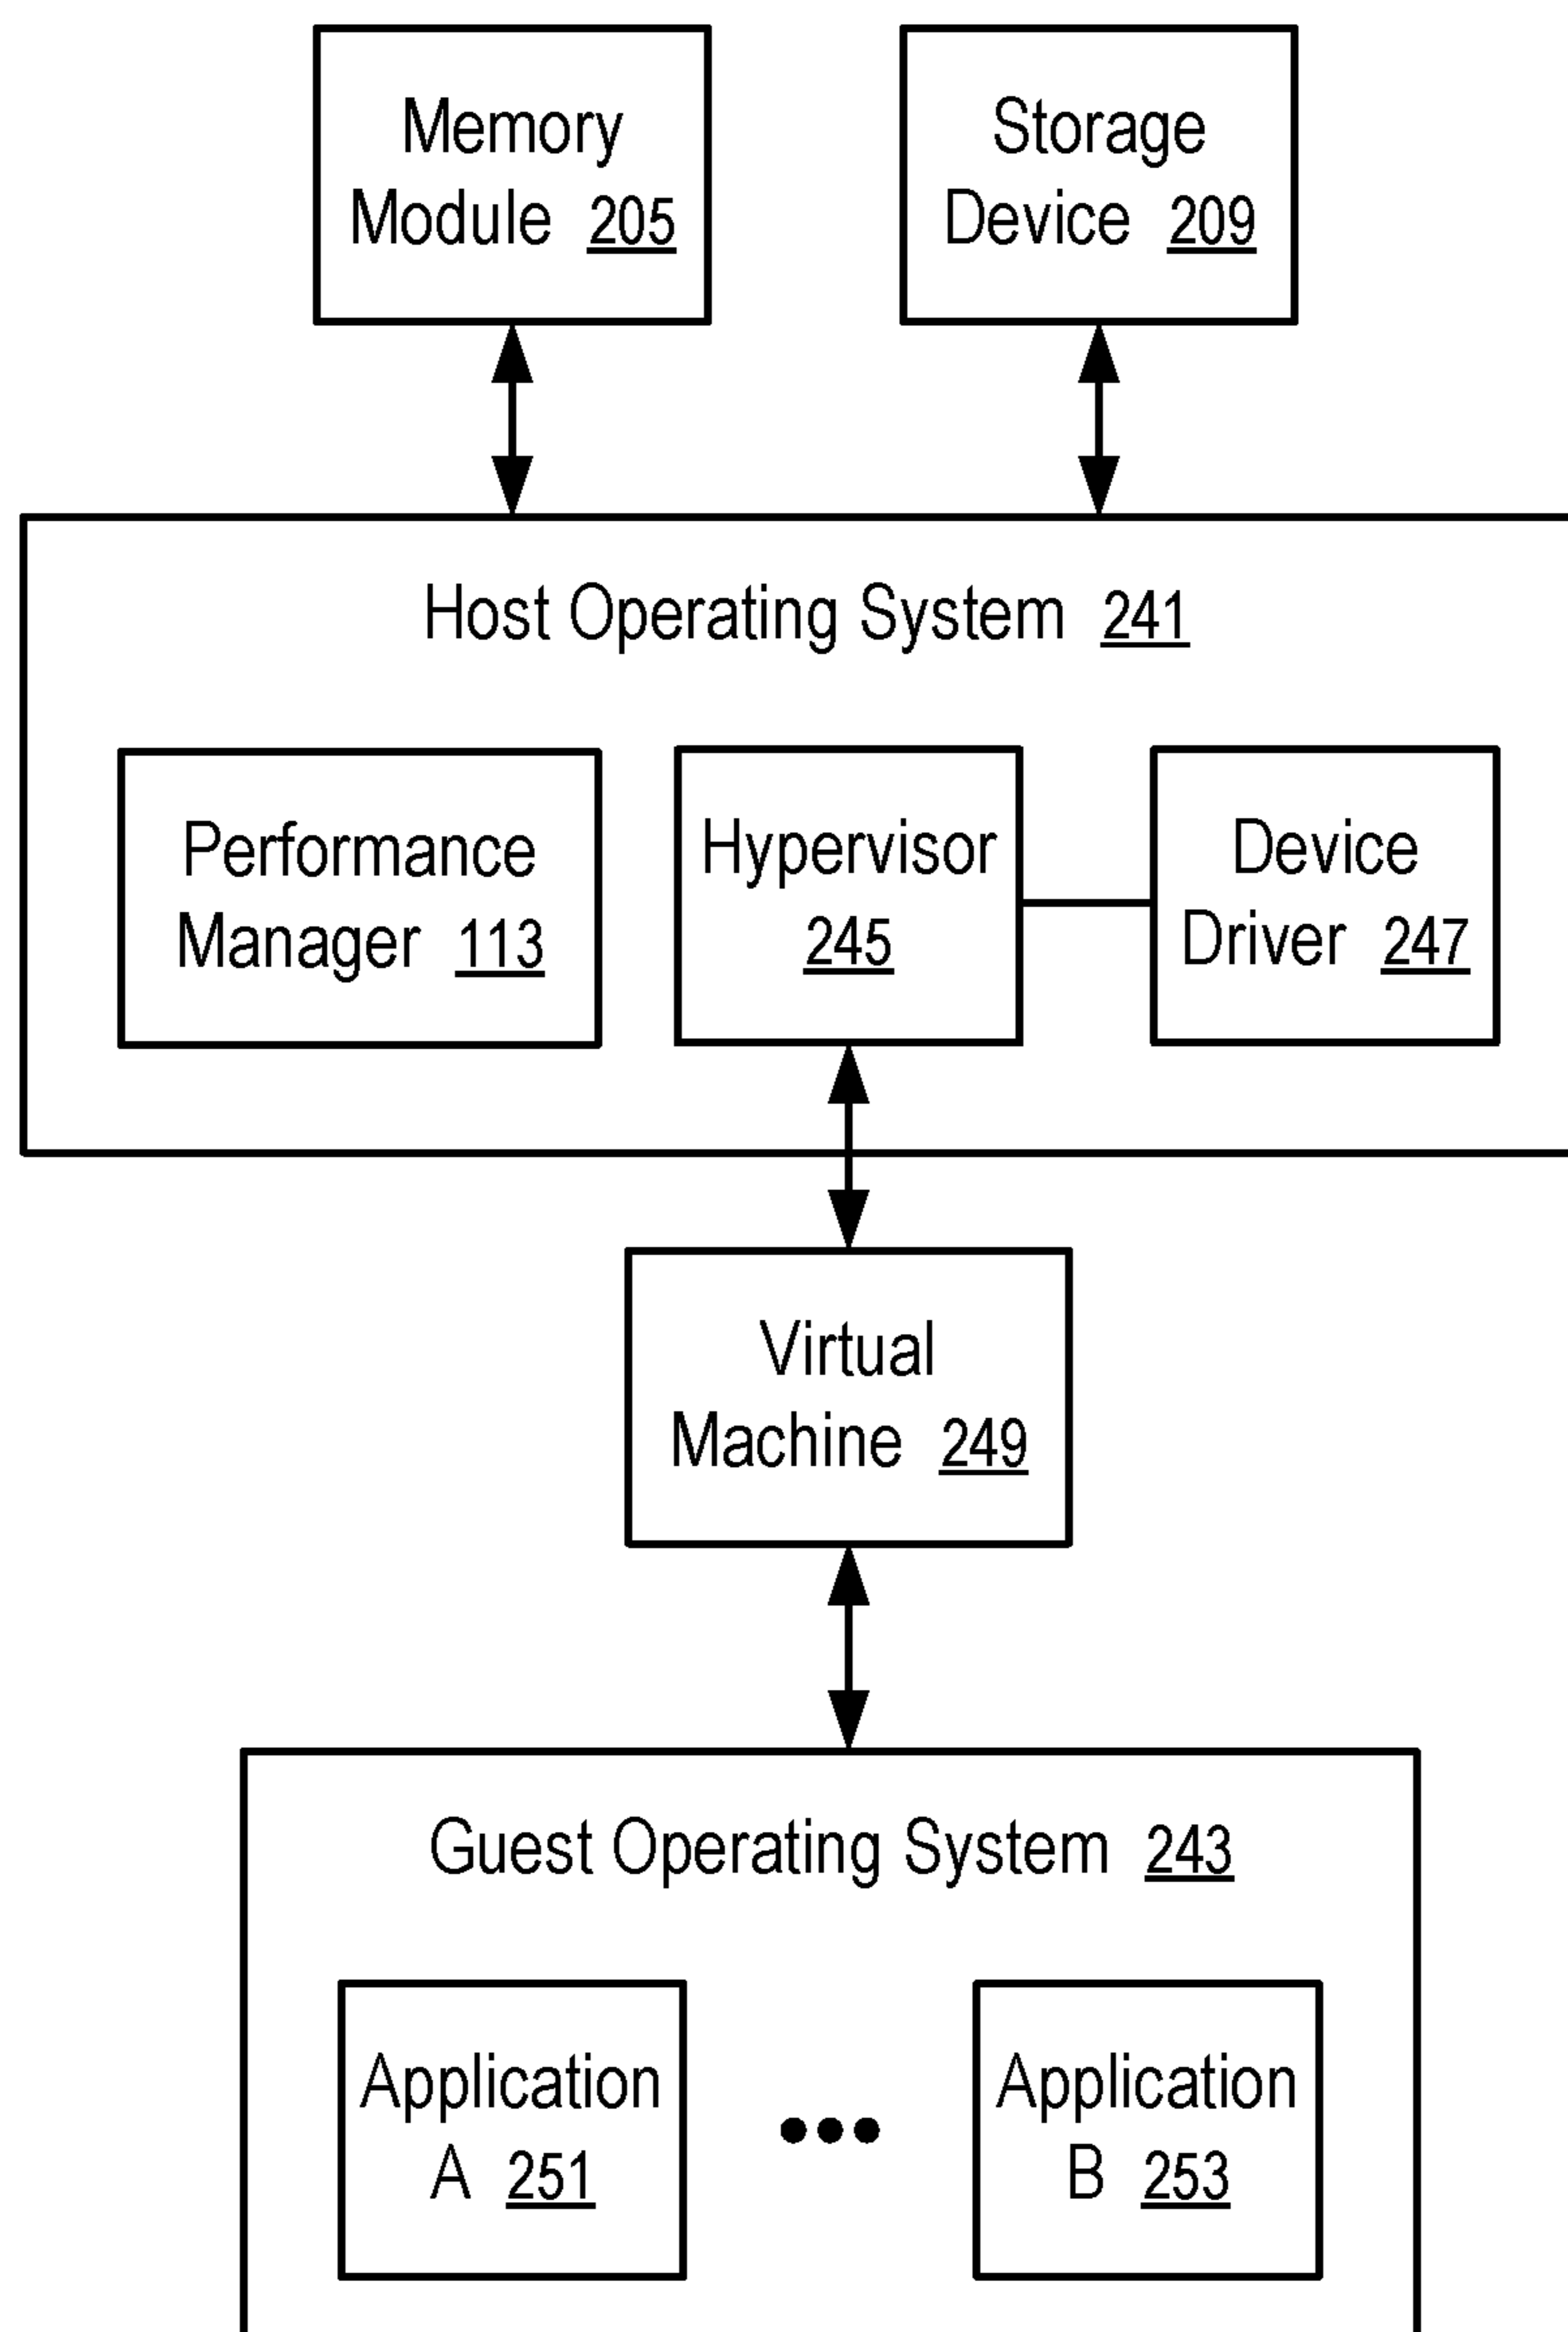 Memory
Module 205
Storage
Device 209
Host Operating System 241
Performance
Manager 113
Hypervisor
245
Device
Driver 247
Virtual
Machine 249
Guest Operating System 243
Application
A 251
Application
B 253